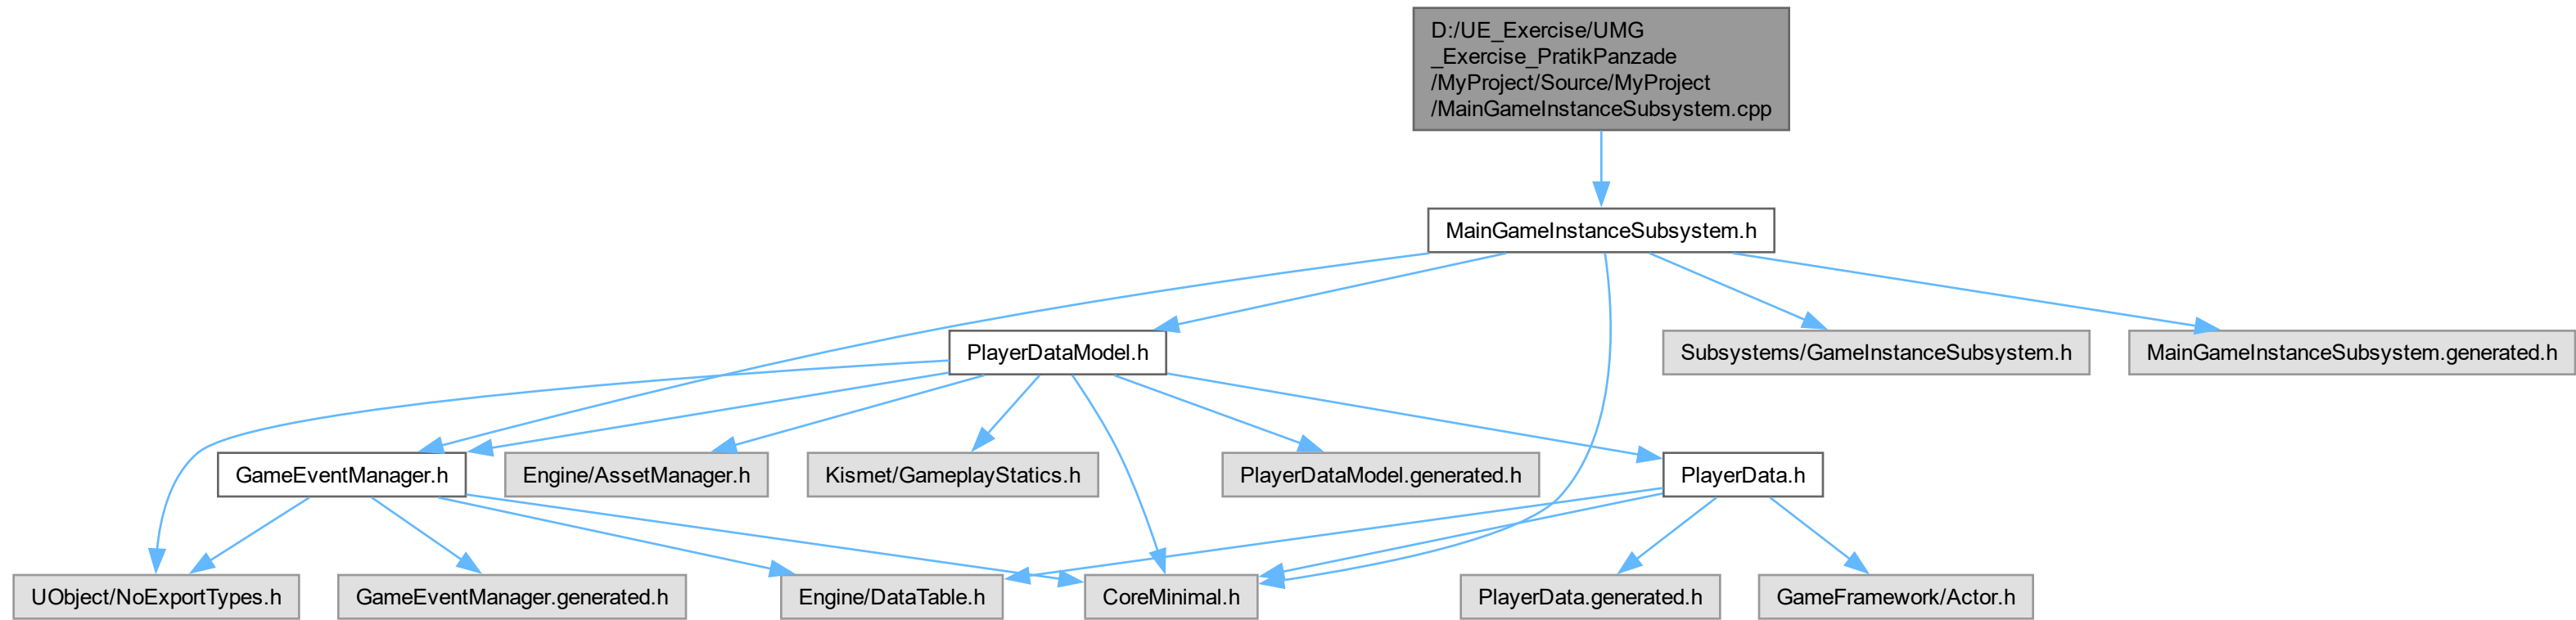 D:/UE_Exercise/UMG
_Exercise_PratikPanzade
/MyProject/Source/MyProject
/MainGameInstanceSubsystem.cpp
MainGameInstanceSubsystem.h
PlayerDataModel.h
Subsystems/GameInstanceSubsystem.h
MainGameInstanceSubsystem.generated.h
GameEventManager.h
Engine/AssetManager.h
Kismet/GameplayStatics.h
PlayerDataModel.generated.h
PlayerData.h
UObject/NoExportTypes.h
GameEventManager.generated.h
Engine/DataTable.h
CoreMinimal.h
PlayerData.generated.h
GameFramework/Actor.h